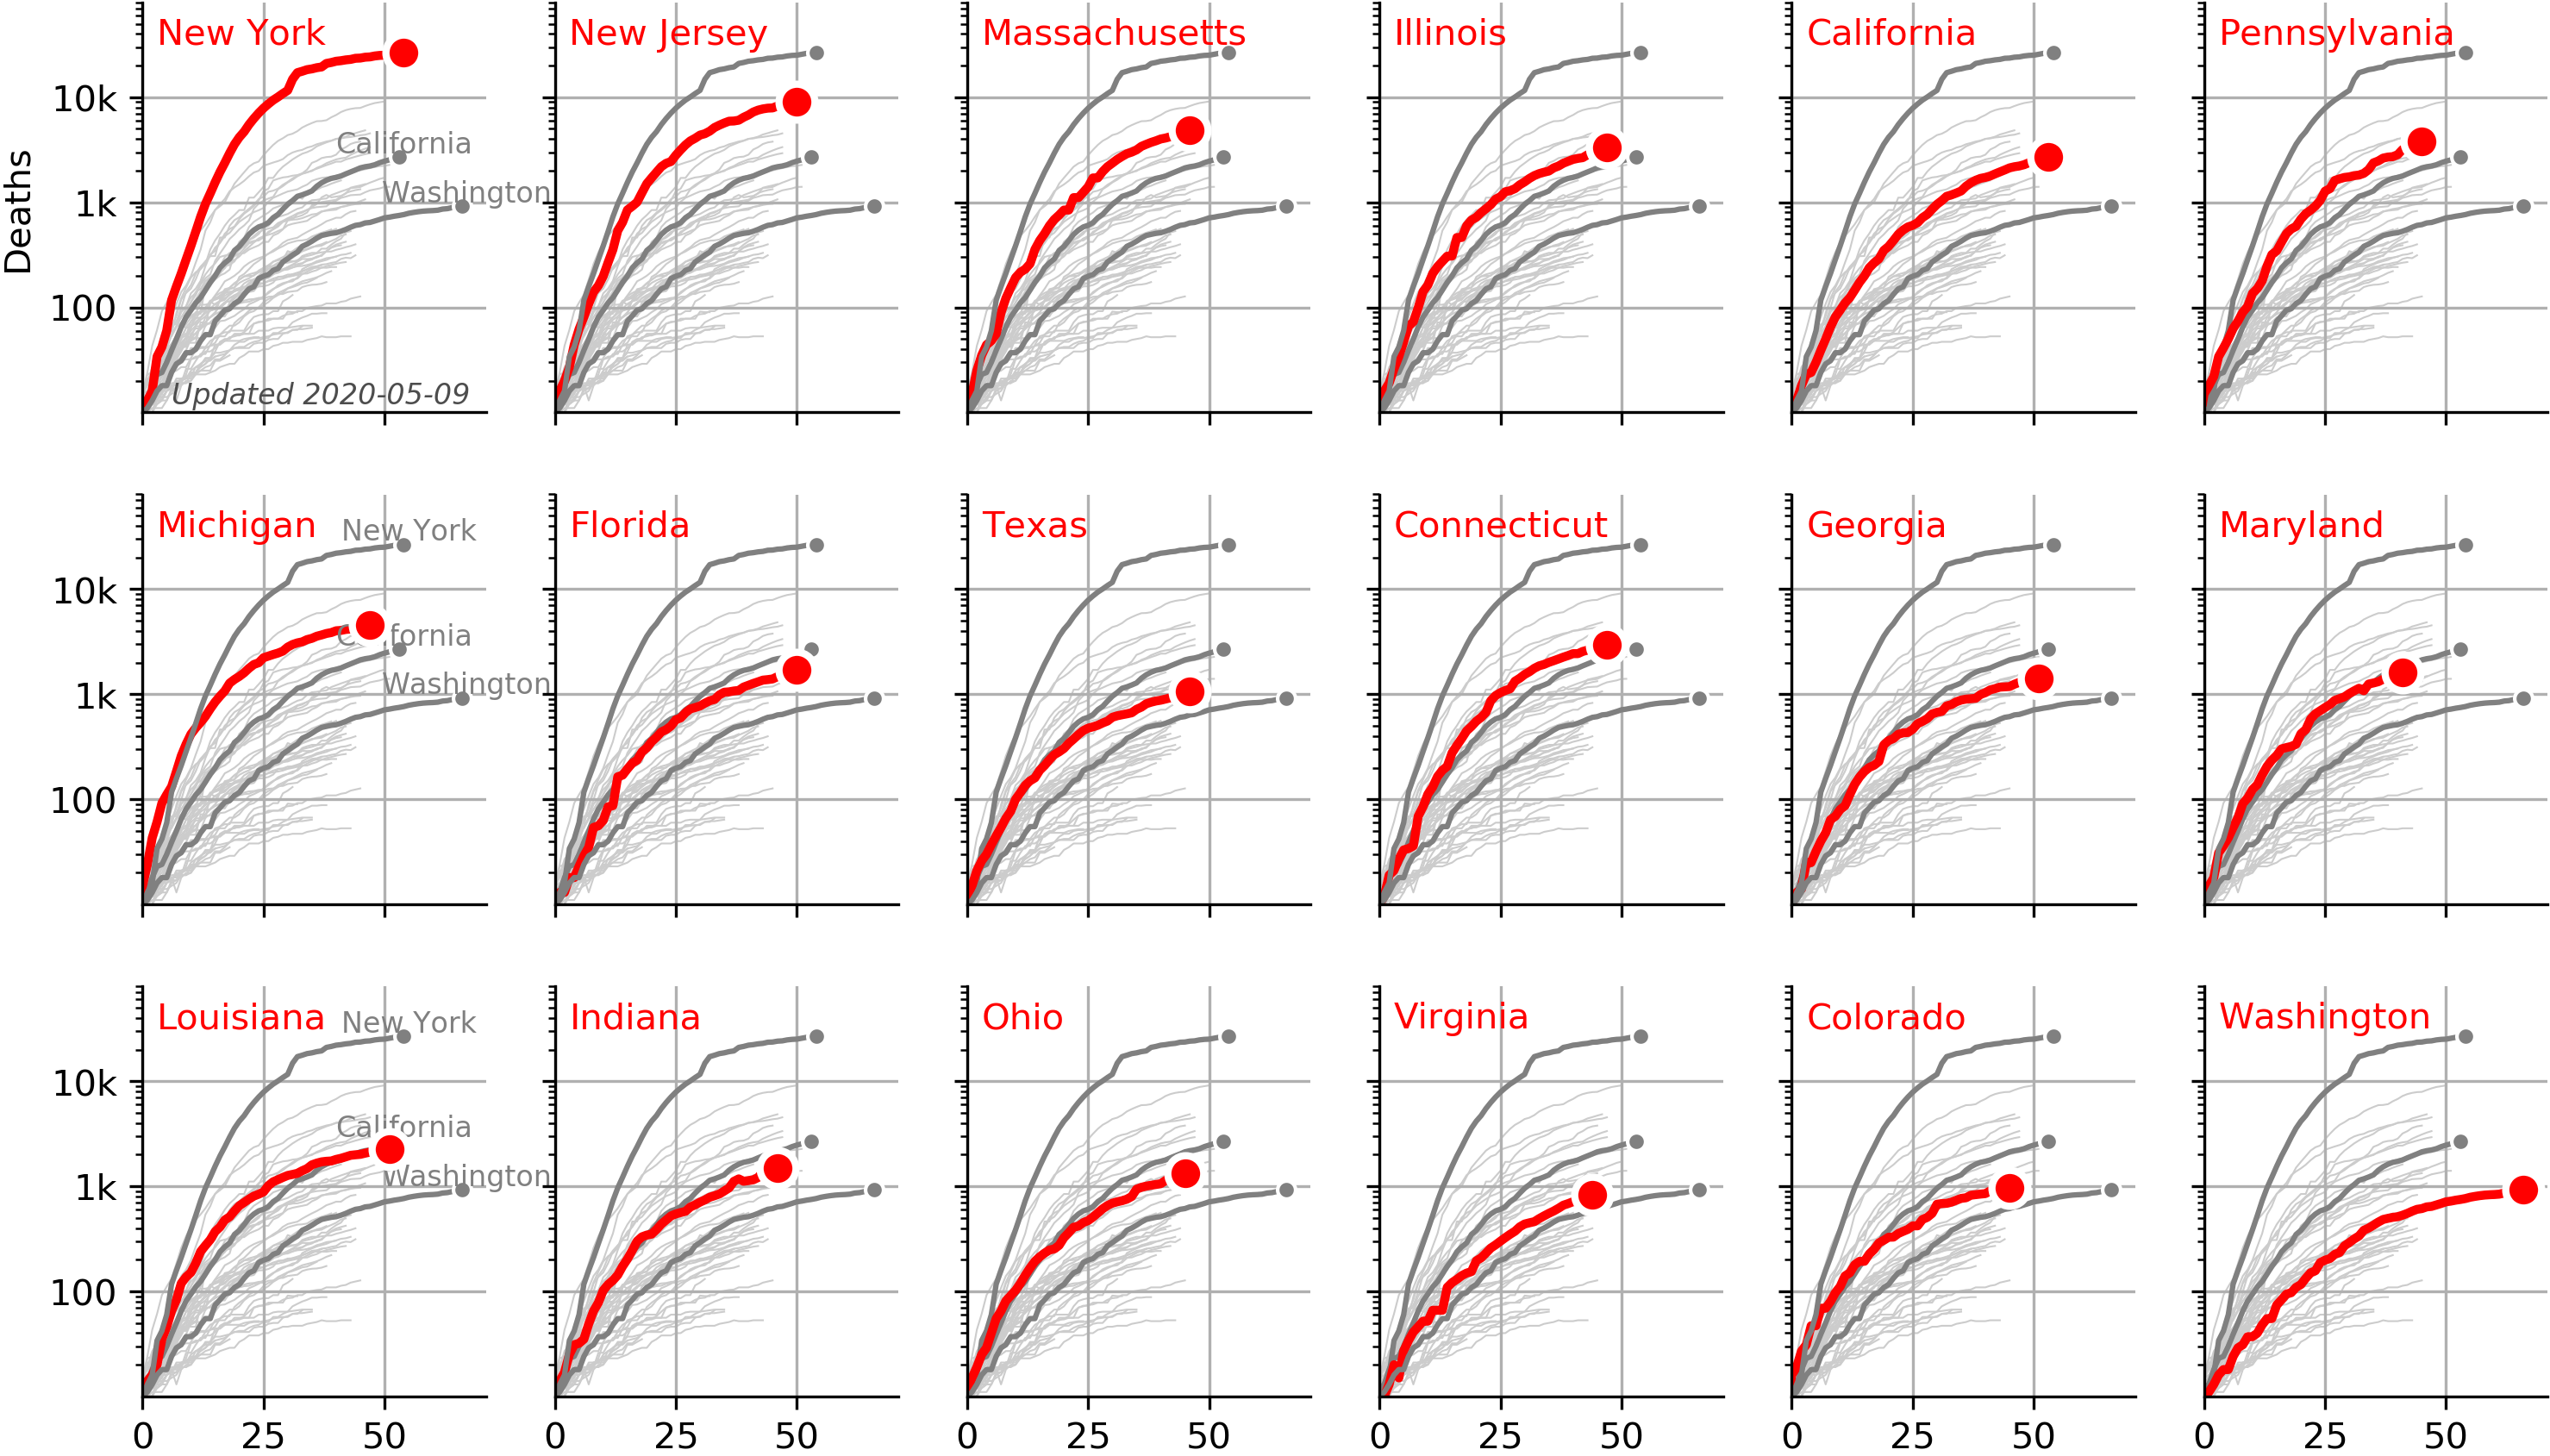 New York
New Jersey
Massachusetts
Illinois
California
Pennsylvania
10k
1k
100
Deaths
California
Washington
Updated 2020-05-09
Michigan
New York
Florida
Texas
Connecticut
Georgia
Maryland
10k
California
1k
Washington
100
Louisiana
New York
Indiana
Ohio
Virginia
Colorado
Washington
10k
California
1k
Washington
100
0 25 50
0 25 50
0 25 50
0 25 50
0 25 50
0 25 50